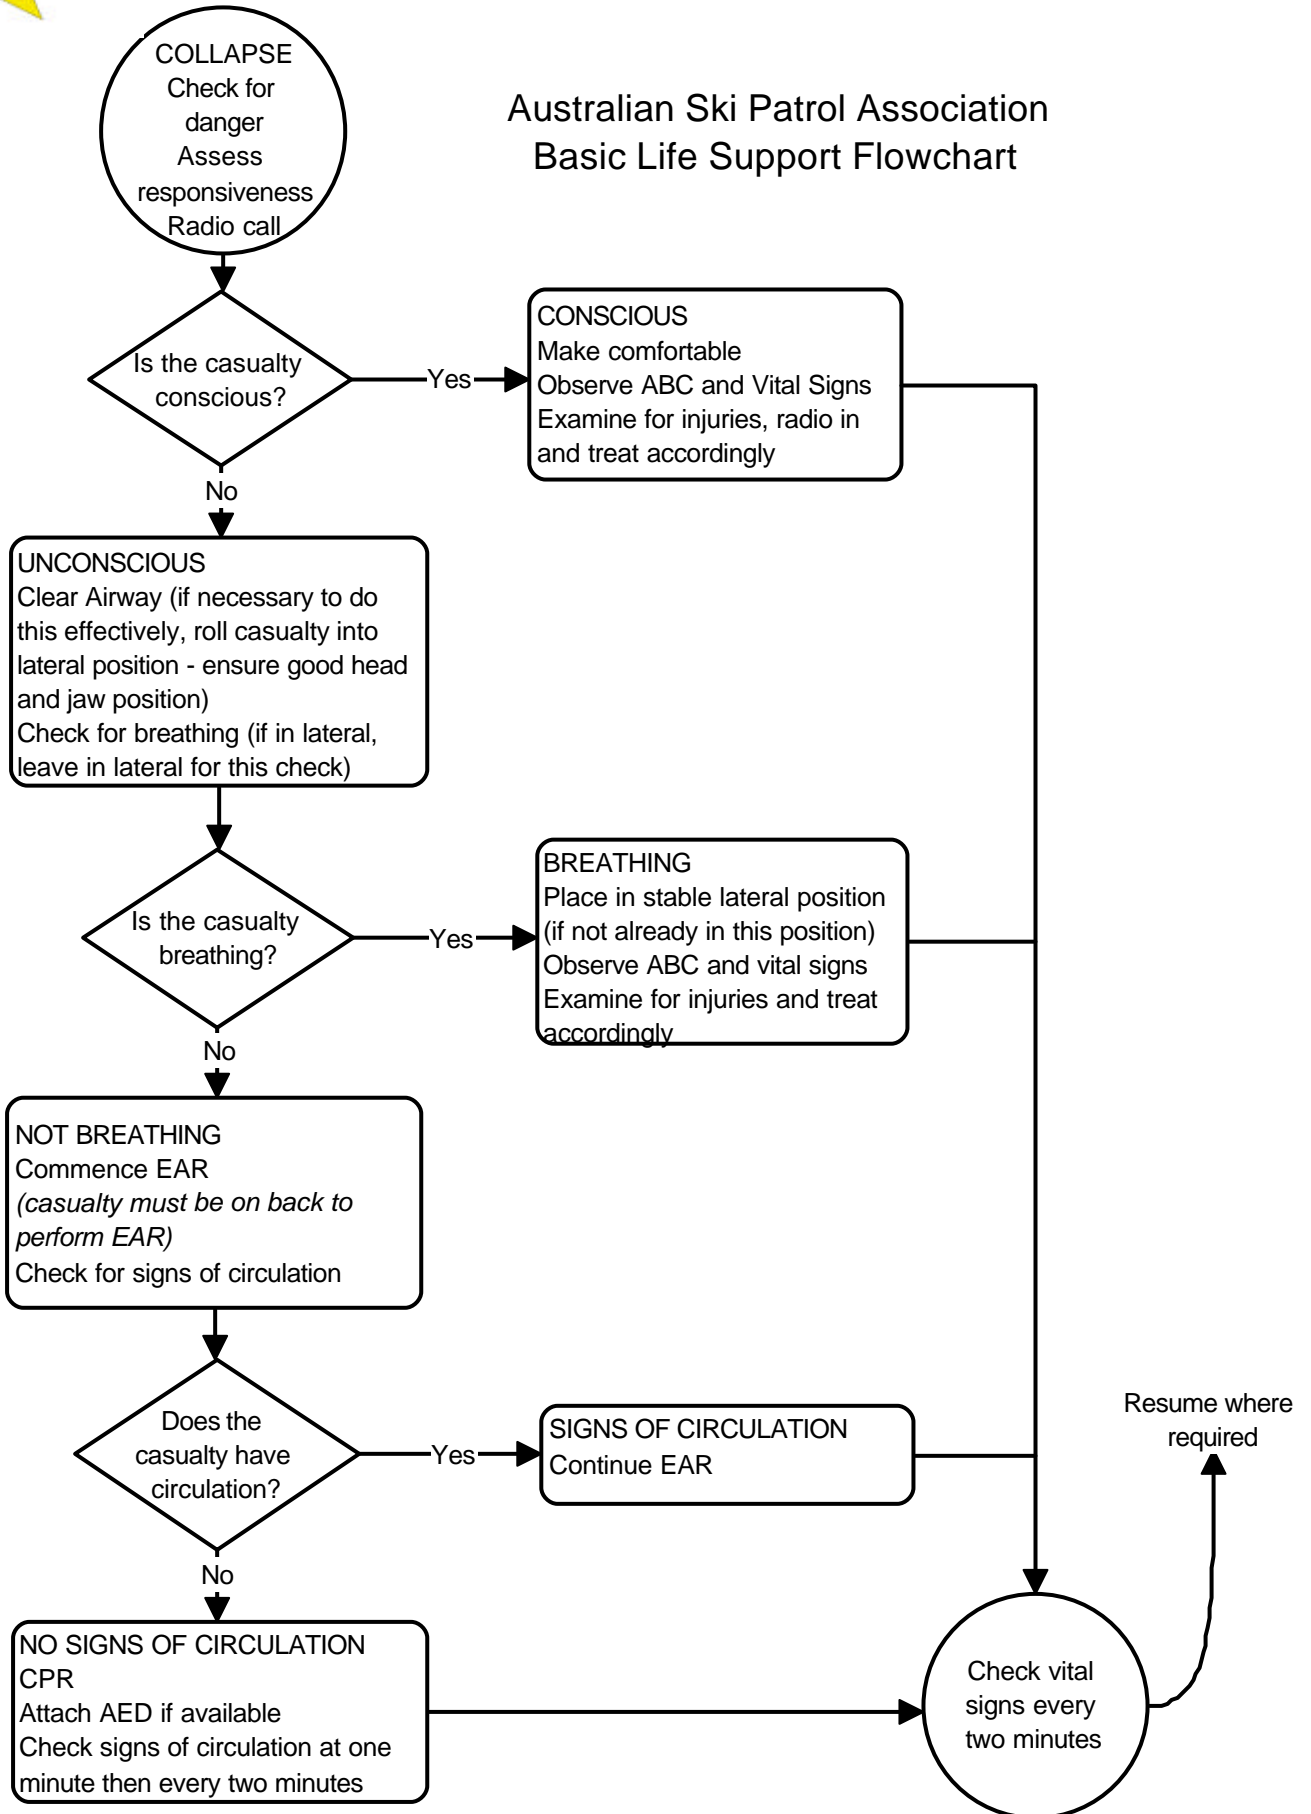 COLLAPSE
Check for
danger
Assess
responsiveness
Radio call
Australian Ski Patrol Association
Basic Life Support Flowchart
Is the casualty
conscious?
Yes
CONSCIOUS
Make comfortable
Observe ABC and Vital Signs
Examine for injuries, radio in
and treat accordingly
No
UNCONSCIOUS
Clear Airway (if necessary to do
this effectively, roll casualty into
lateral position - ensure good head
and jaw position)
Check for breathing (if in lateral,
leave in lateral for this check)
Is the casualty
breathing?
Yes
BREATHING
Place in stable lateral position
(if not already in this position)
Observe ABC and vital signs
Examine for injuries and treat
accordingly
No
NOT BREATHING
Commence EAR
(casualty must be on back to
perform EAR)
Check for signs of circulation
Does the
casualty have
circulation?
Yes
SIGNS OF CIRCULATION
Continue EAR
Resume where
required
No
NO SIGNS OF CIRCULATION
CPR
Attach AED if available
Check signs of circulation at one
minute then every two minutes
Check vital
signs every
two minutes